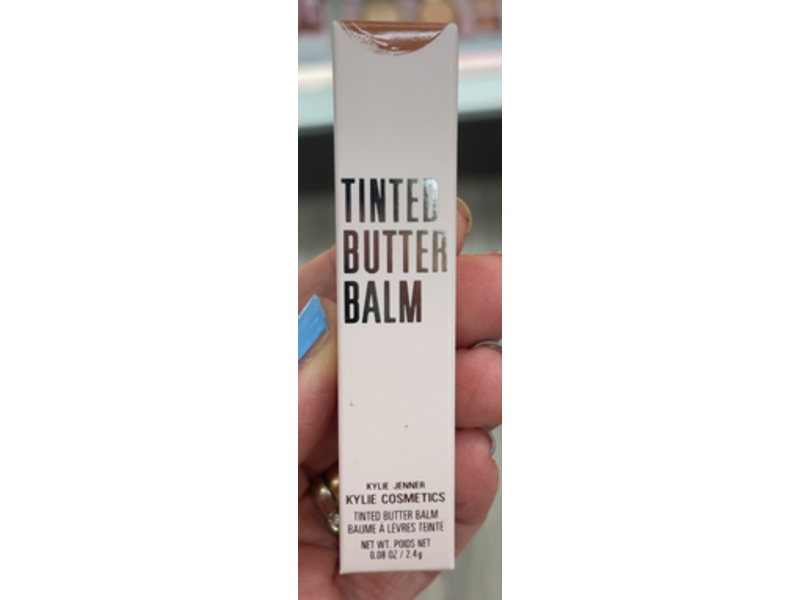 TINTED
BUTTER
BALM
KYLIE JENNER
KYLIE COSMETICS
TINTED BUTTER BALM
BAUME A LEVRES TEINTE
NET WT. POIDS NET
0.08 OZ / 2.4g